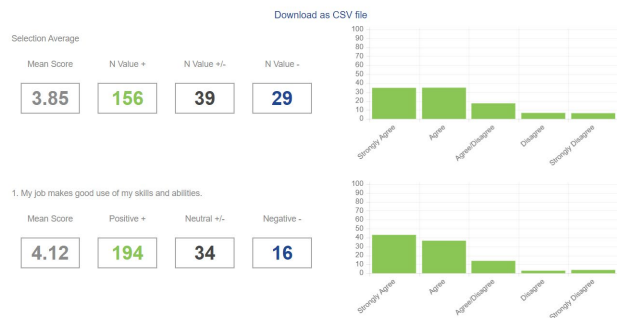 Download as CSV file
Selection Average
Mean Score N Value + N Value +/- N Value -
3.85 156 39 29
100
90
80
70
60
50
40
30
20
10
0
Strongly Agree Agree Agree/Disagree Disagree Strongly Disagree
1. My job makes good use of my skills and abilities.
Mean Score Positive + Neutral +/- Negative -
4.12 194 34 16
100
90
80
70
60
50
40
30
20
10
0
Strongly Agree Agree Agree/Disagree Disagree Strongly Disagree